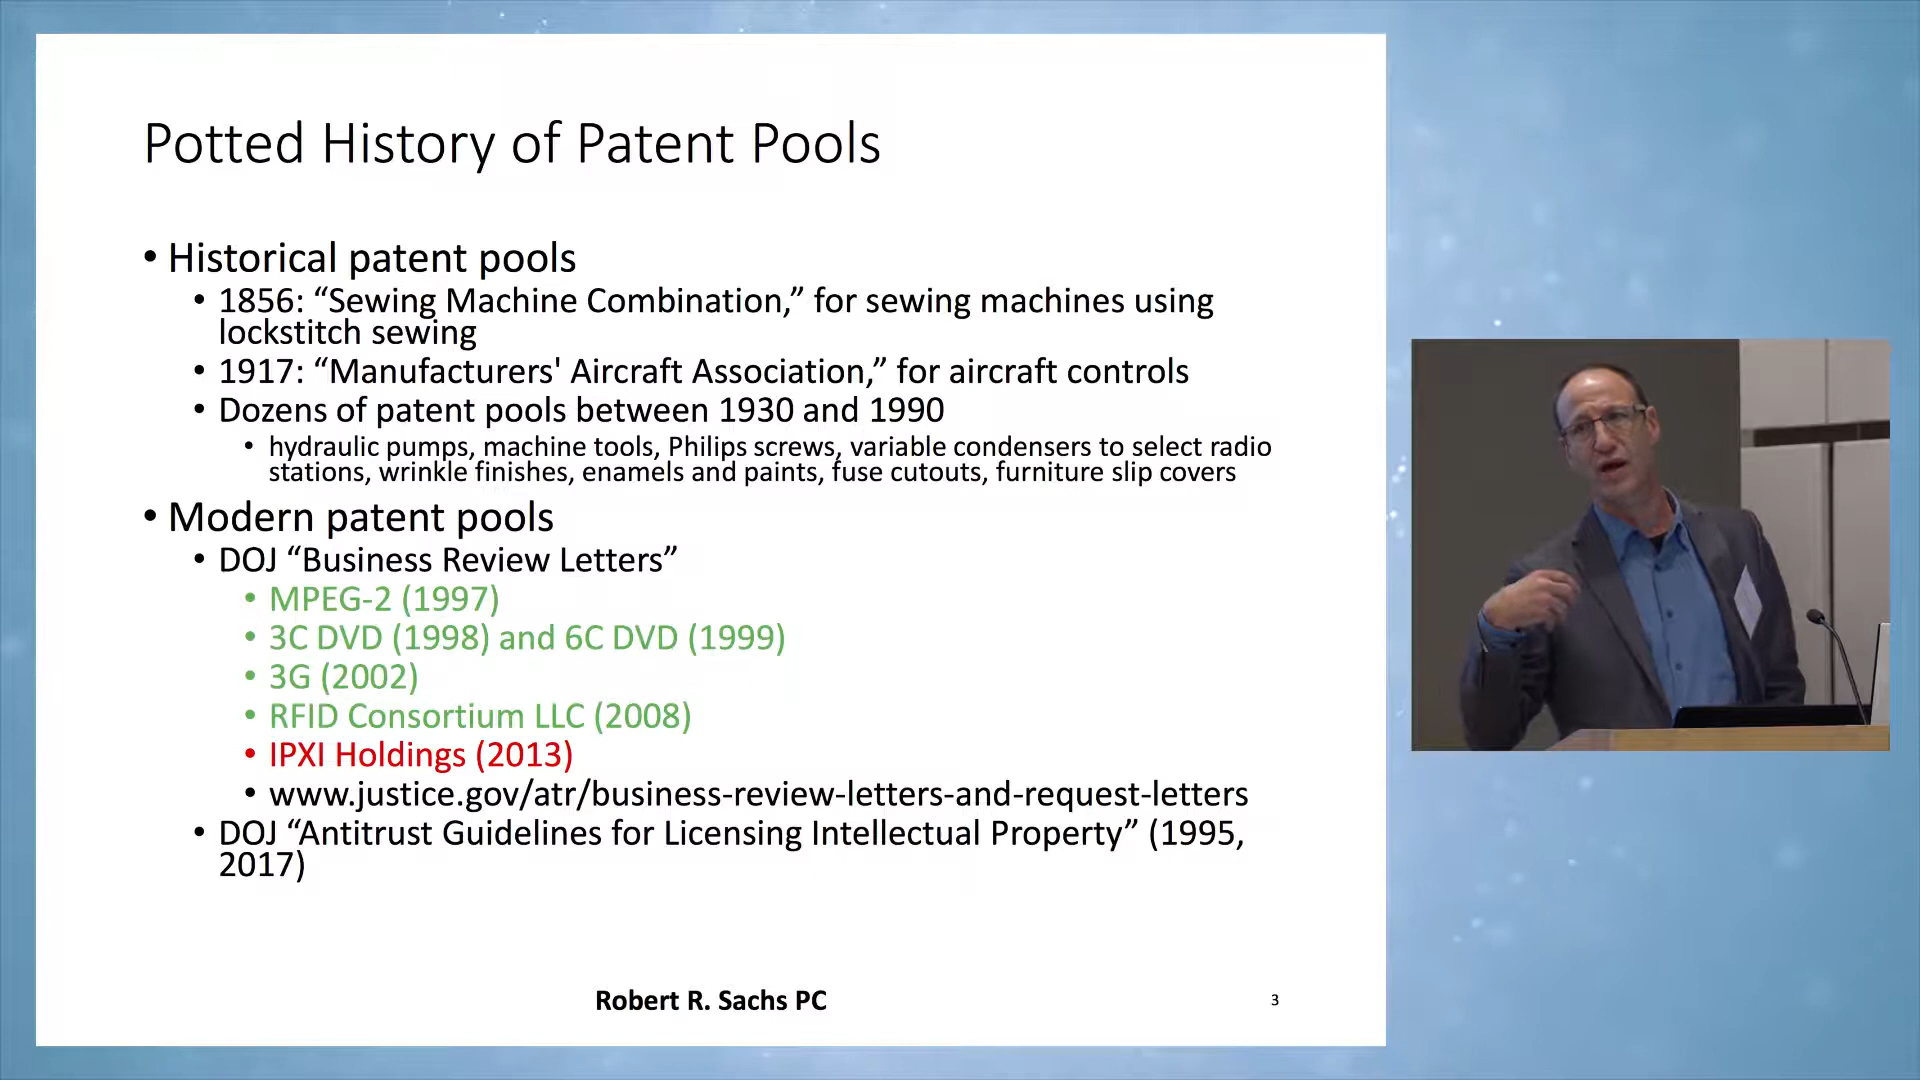 Potted History of Patent Pools
• Historical patent pools
• 1856: “Sewing Machine Combination,” for sewing machines using
lockstitch sewing
• 1917: “Manufacturers' Aircraft Association,” for aircraft controls
• Dozens of patent pools between 1930 and 1990
• hydraulic pumps, machine tools, Philips screws, variable condensers to select radio
stations, wrinkle finishes, enamels and paints, fuse cutouts, furniture slip covers
• Modern patent pools
• DOJ “Business Review Letters”
• MPEG-2 (1997)
• 3C DVD (1998) and 6C DVD (1999)
• 3G (2002)
• RFID Consortium LLC (2008)
• IPXI Holdings (2013)
• www.justice.gov/atr/business-review-letters-and-request-letters
• DOJ “Antitrust Guidelines for Licensing Intellectual Property” (1995,
2017)
Robert R. Sachs PC
3